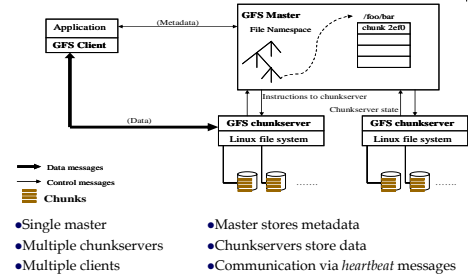 Application
GFS Client
(Metadata)
GFS Master
File Namespace
/foo/bar
chunk 2ef0
Instructions to chunkserver
Chunkserver state
(Data)
GFS chunkserver
Linux file system
GFS chunkserver
Linux file system
.......
.......
Data messages
Control messages
Chunks
●Single master
●Multiple chunkservers
●Multiple clients
●Master stores metadata
●Chunkservers store data
●Communication via heartbeat messages